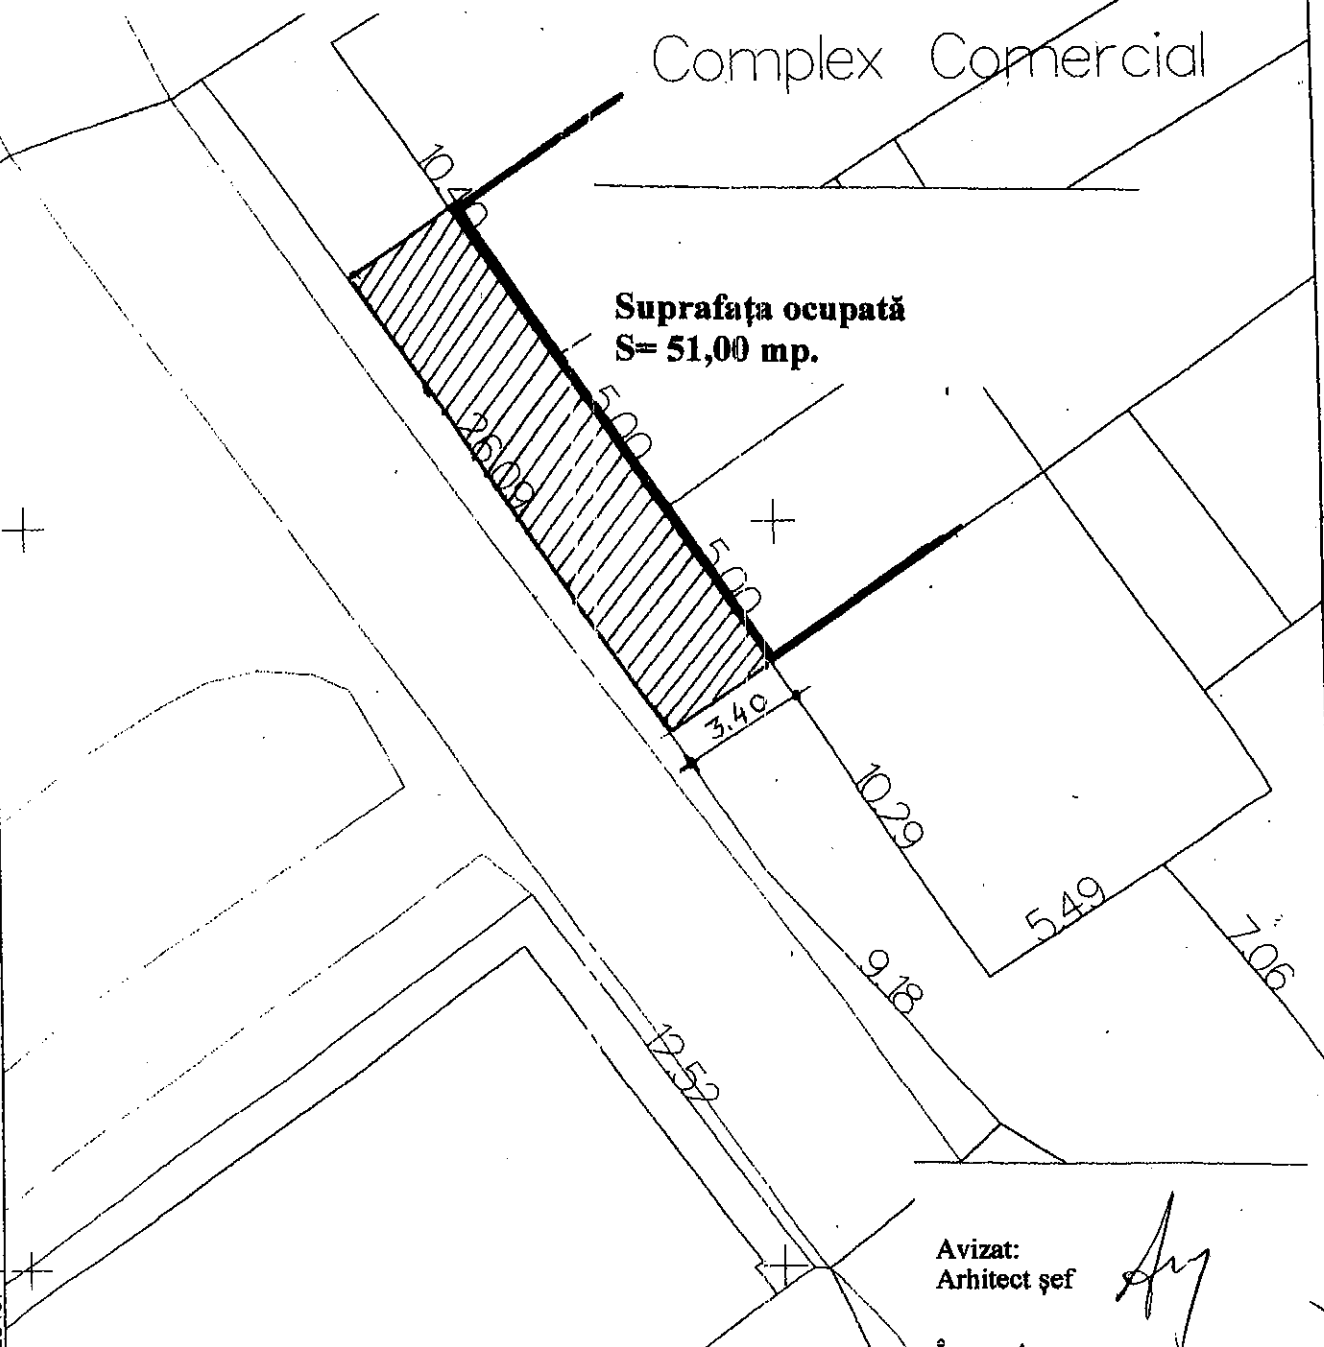 Complex Comercial
10.40
Suprafața ocupată
S= 51,00 mp.
5.00
26.09
5.00
3.40
10.29
5.49
7.06
9.18
12.52
Avizat:
Arhitect șef